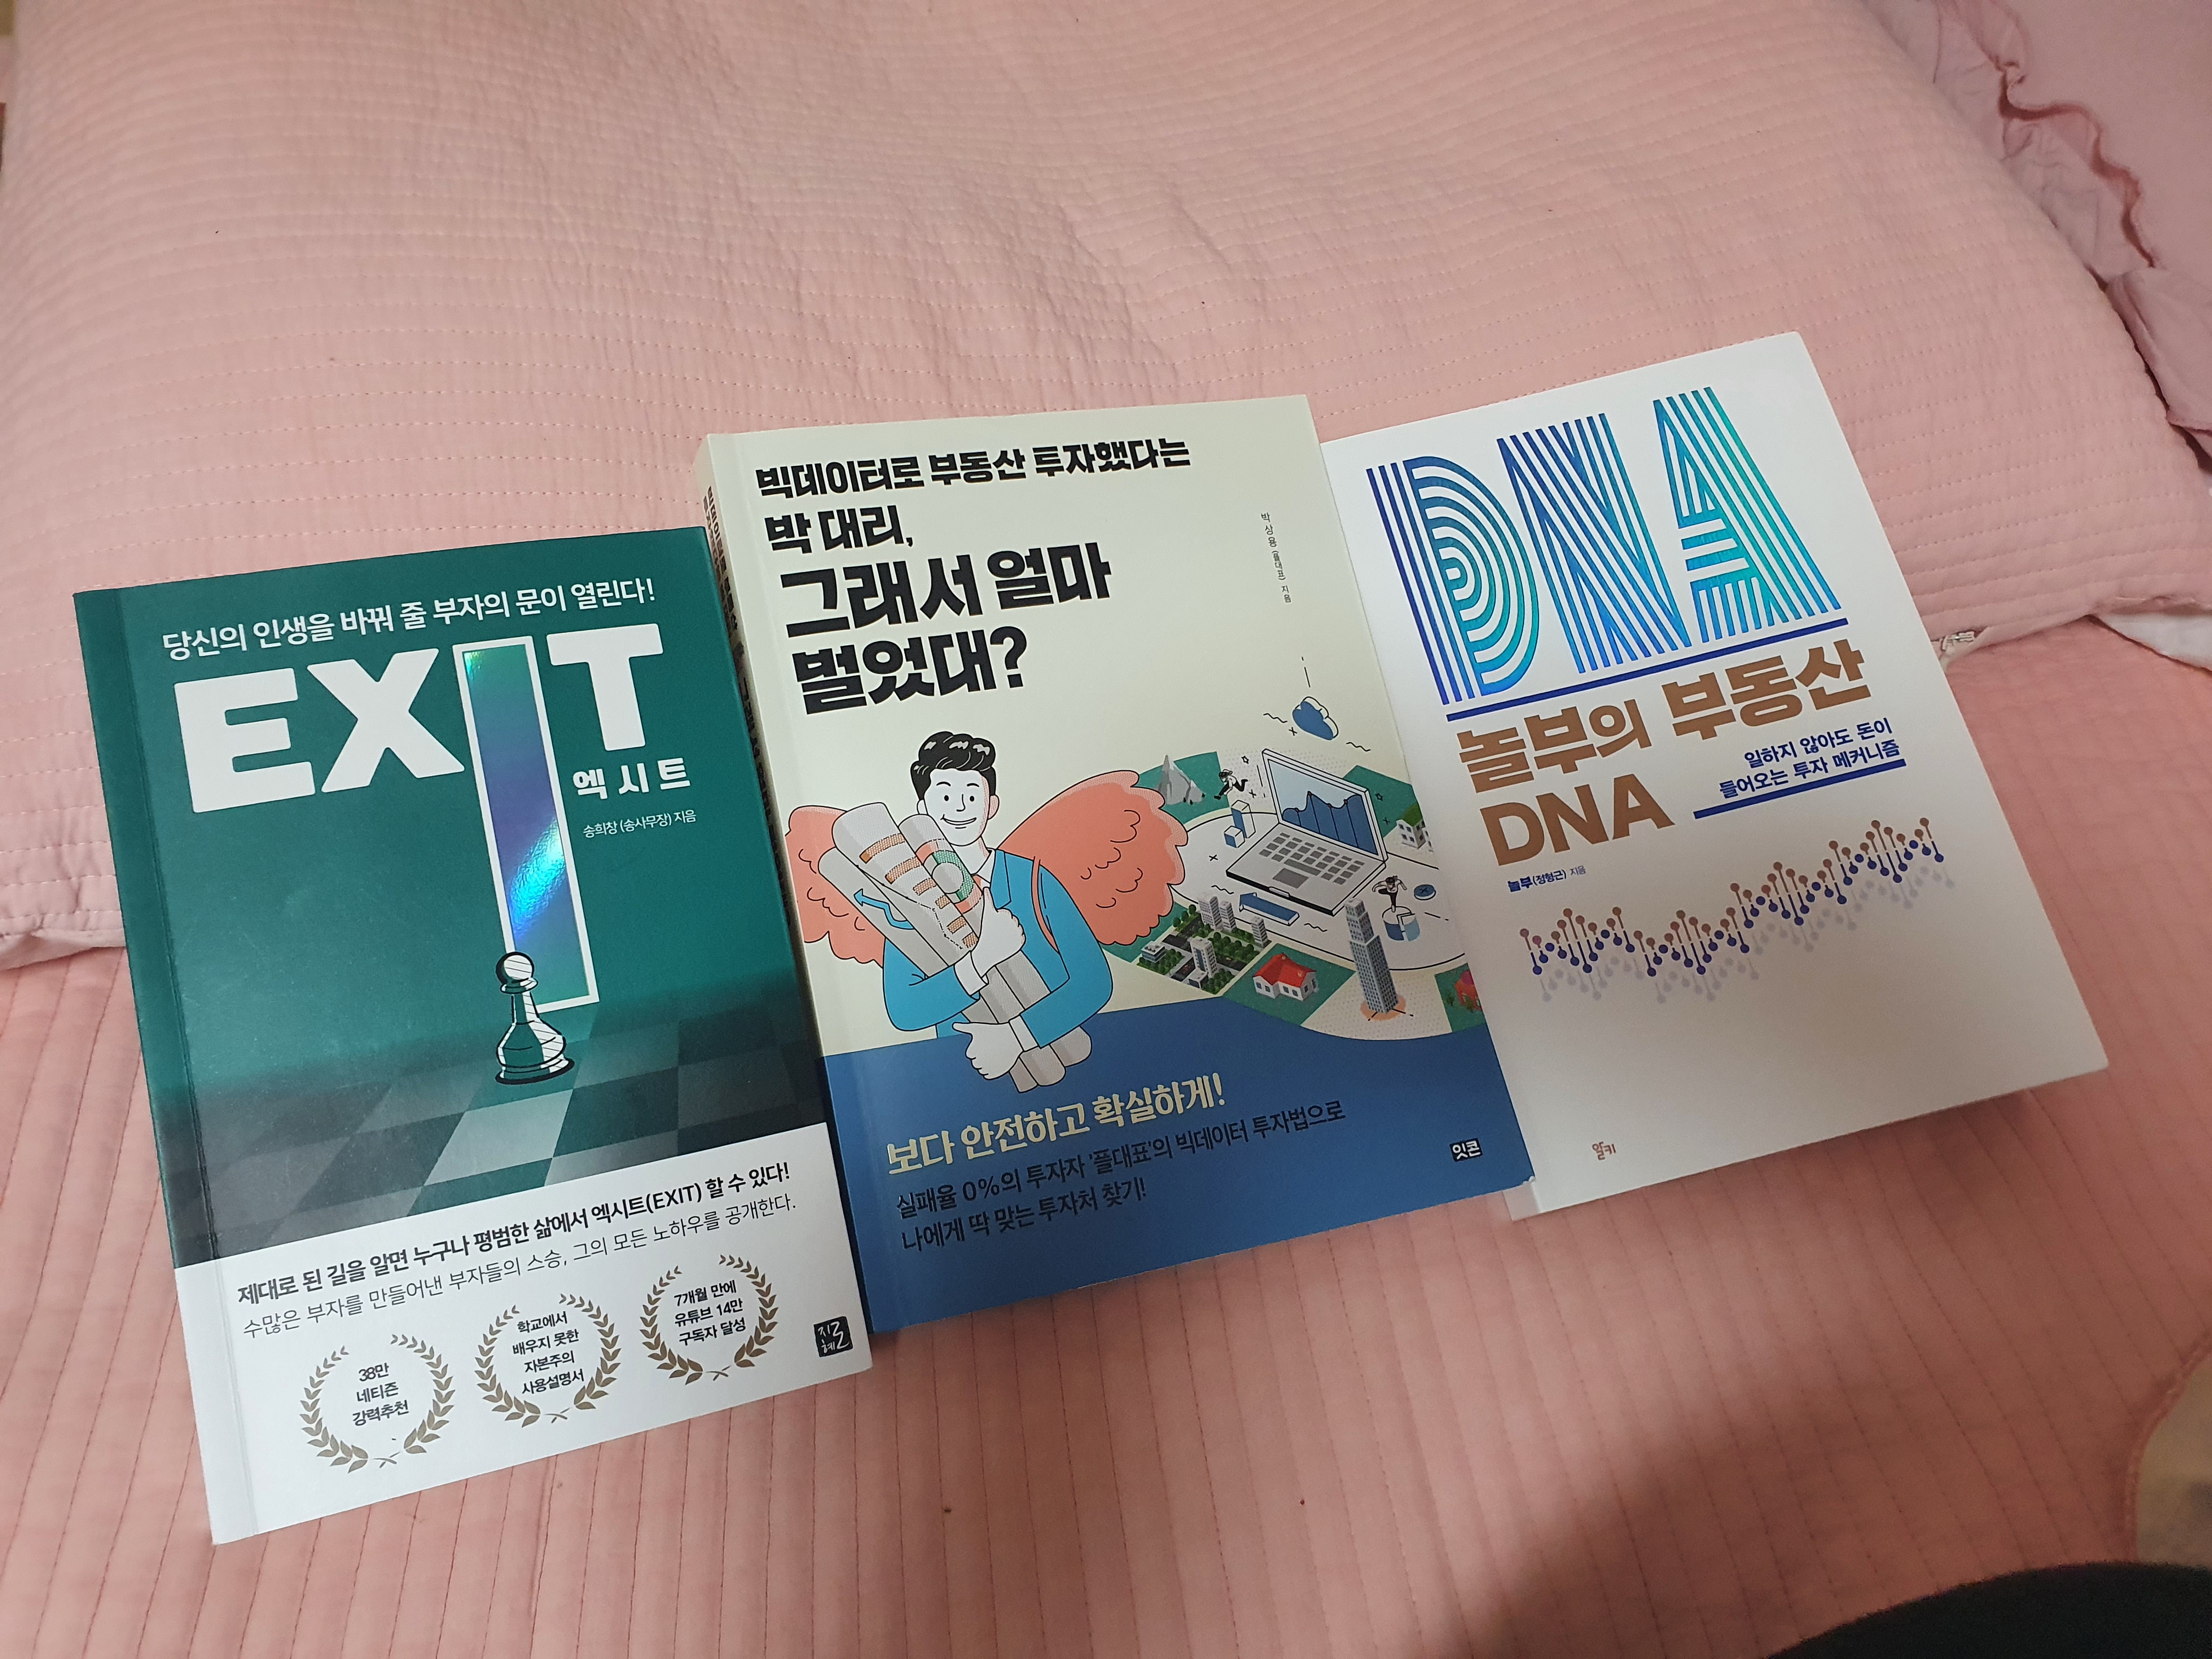 당신의 인생을 바꿔 줄 부자의 문이 열린다!
EXIT
엑시트
송희창 (송사무장) 지음
제대로 된 길을 알면 누구나 평범한 삶에서 엑시트(EXIT) 할 수 있다!
수많은 부자를 만들어낸 부자들의 스승, 그의 모든 노하우를 공개한다.
38만
네티즌
강력추천
학교에서
배우지 못한
자본주의
사용설명서
7개월 만에
유튜브 14만
구독자 달성
지혜로
빅데이터로 부동산 투자했다는
박 대리,
그래서 얼마
벌었대?
박상용 (플대표) 지음
보다 안전하고 확실하게!
실패율 0%의 투자자 '플대표'의 빅데이터 투자법으로
나에게 딱 맞는 투자처 찾기!
잇콘
DNA
놀부의 부동산
DNA
일하지 않아도 돈이
들어오는 투자 메커니즘
놀부(정형근) 지음
알키